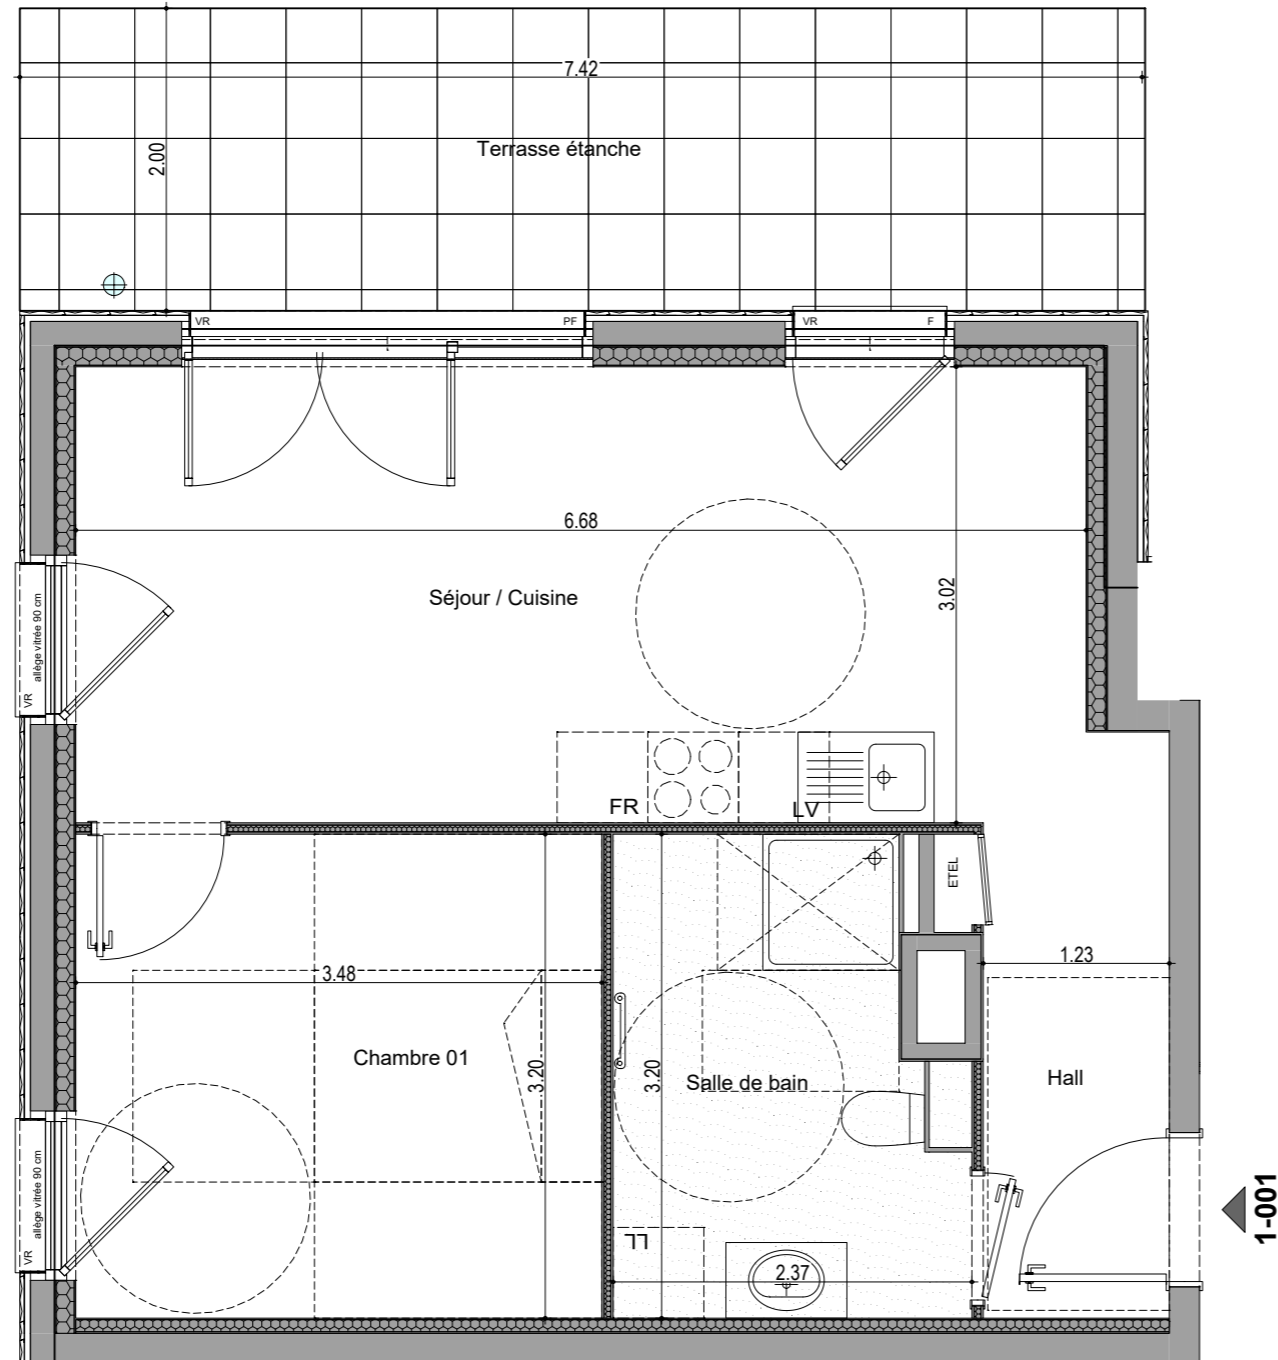 7.42
2.00
Terrasse étanche
VR
PF
VR
F
6.68
Séjour / Cuisine
3.02
allège vitrée 90 cm
VR
FR
LV
ETEL
3.48
1.23
Chambre 01
3.20
3.20
Salle de bain
Hall
allège vitrée 90 cm
VR
LL
2.37
1-001